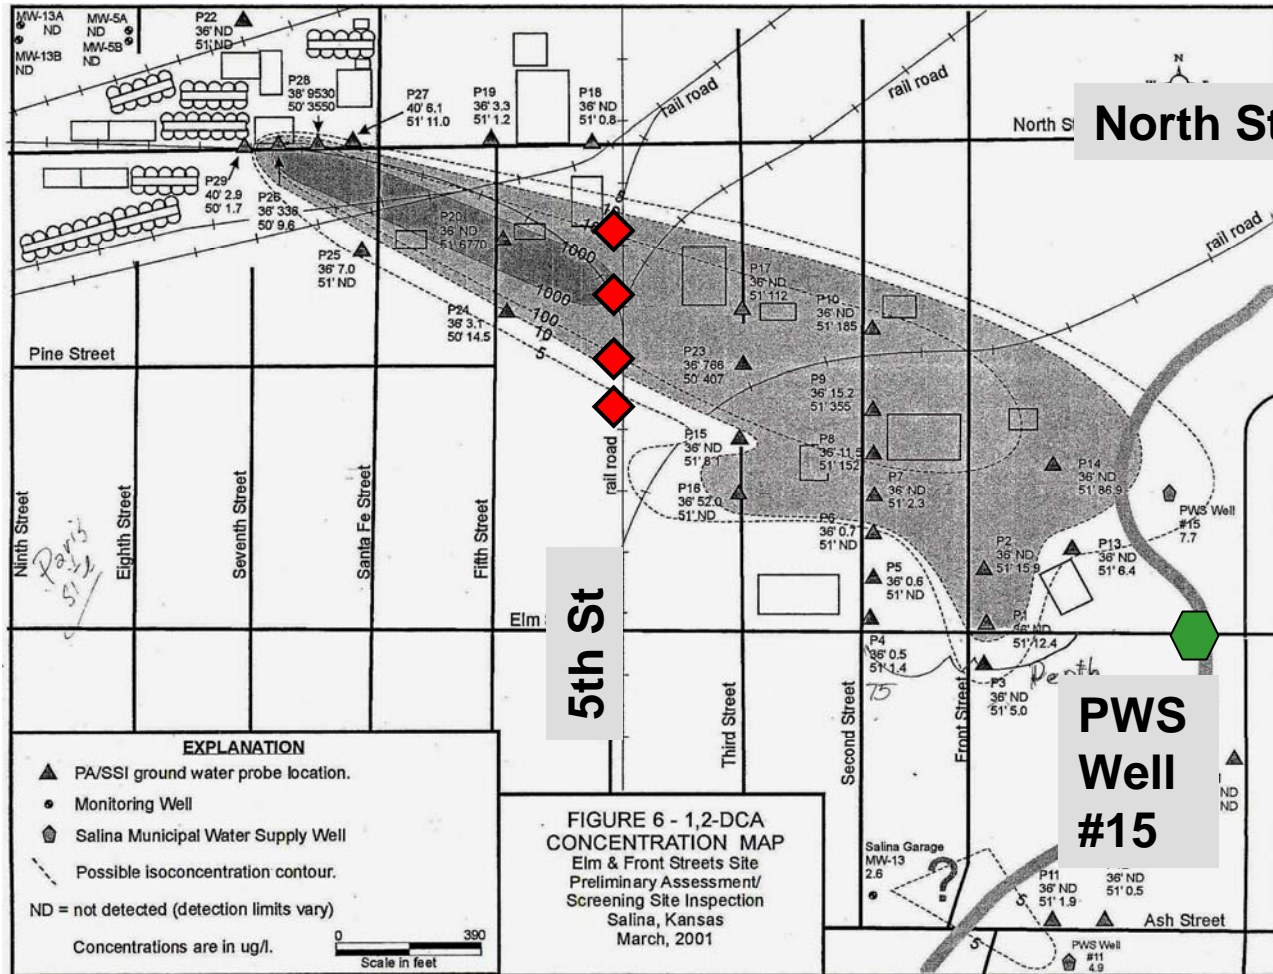 MW-13A
ND
MW-5A
ND
MW-5B
ND
MW-13B
ND
P22
36' ND
51' ND
P28
38' 9530
50' 3550
P27
40' 6.1
51' 11.0
P19
36' 3.3
51' 1.2
P18
36' ND
51' 0.8
rail road
rail road
N
North St
North St
P29
40' 2.9
50' 1.7
P26
36' 336
50' 9.6
P25
36' 7.0
51' ND
P20
36' ND
51' 6770
5
10
1000
1000
100
10
5
P24
36' 3.1
50' 14.5
P17
36' ND
51' 112
P10
36' ND
51' 185
rail road
Pine Street
P23
36' 766
50' 407
P9
36' 15.2
51' 355
P15
36' ND
51' 8.1
P8
36' 11.5
51' 152
P14
36' ND
51' 86.9
rail road
P16
36' 52.0
51' ND
P7
36' ND
51' 2.3
PWS Well
#15
7.7
P6
36' 0.7
51' ND
P2
36' ND
51' 15.9
P13
36' ND
51' 6.4
P5
36' 0.6
51' ND
Ninth Street
Paris
Eighth Street
Seventh Street
Santa Fe Street
Fifth Street
5th St
Elm
P1
36' ND
51' 12.4
P4
36' 0.5
51' 1.4
75
P3
36' ND
51' 5.0
Depth
Third Street
Second Street
Front Street
PWS
Well
#15
ND
ND
EXPLANATION
PA/SSI ground water probe location.
Monitoring Well
Salina Municipal Water Supply Well
Possible isoconcentration contour.
ND = not detected (detection limits vary)
Concentrations are in ug/l.
0 390
Scale in feet
FIGURE 6 - 1,2-DCA
CONCENTRATION MAP
Elm & Front Streets Site
Preliminary Assessment/
Screening Site Inspection
Salina, Kansas
March, 2001
Salina Garage
MW-13
2.6
?
5
5
P11
36' ND
51' 1.9
36' ND
51' 0.5
Ash Street
PWS Well
#11
4.9